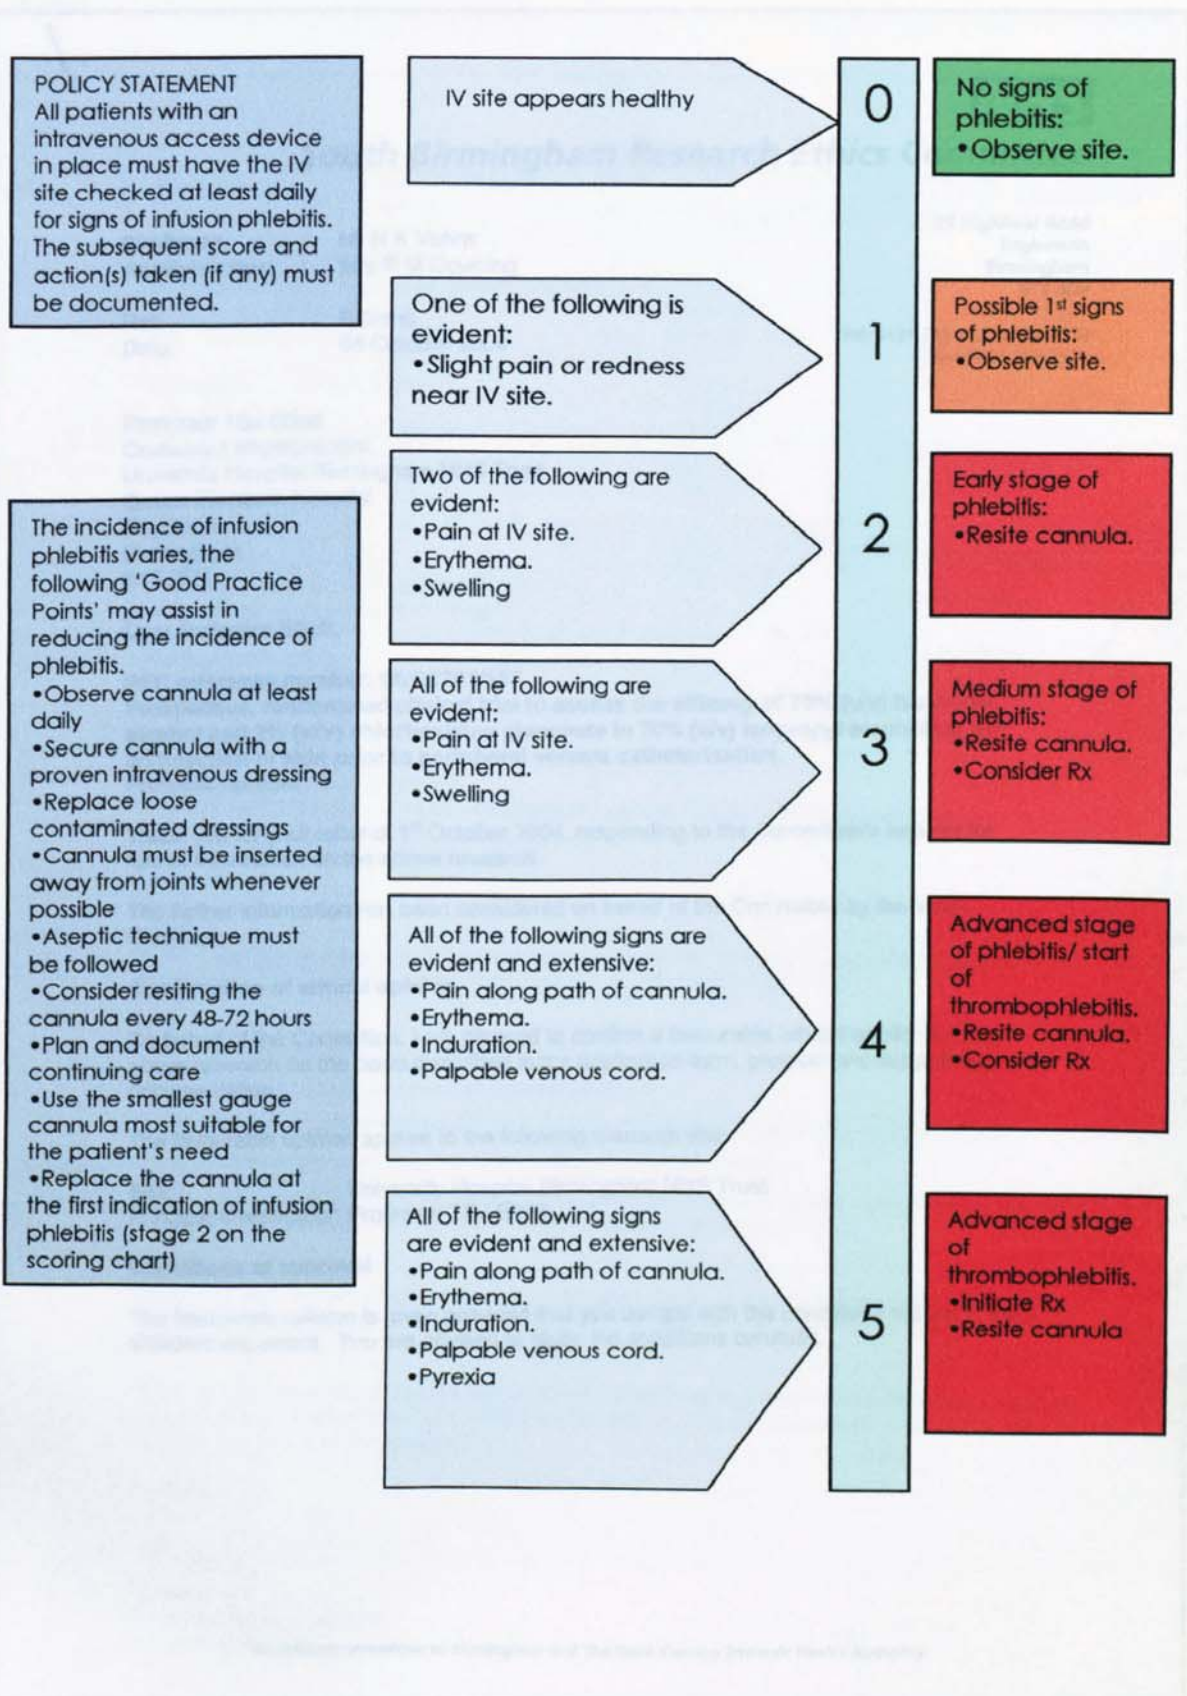 POLICY STATEMENT
All patients with an
intravenous access device
in place must have the IV
site checked at least daily
for signs of infusion phlebitis.
The subsequent score and
action(s) taken (if any) must
be documented.
The incidence of infusion
phlebitis varies, the
following 'Good Practice
Points' may assist in
reducing the incidence of
phlebitis.
•Observe cannula at least
daily
•Secure cannula with a
proven intravenous dressing
•Replace loose
contaminated dressings
•Cannula must be inserted
away from joints whenever
possible
•Aseptic technique must
be followed
•Consider resiting the
cannula every 48-72 hours
•Plan and document
continuing care
•Use the smallest gauge
cannula most suitable for
the patient's need
•Replace the cannula at
the first indication of infusion
phlebitis (stage 2 on the
scoring chart)
IV site appears healthy
0
No signs of
phlebitis:
•Observe site.
One of the following is
evident:
•Slight pain or redness
near IV site.
1
Possible 1st signs
of phlebitis:
•Observe site.
Two of the following are
evident:
•Pain at IV site.
•Erythema.
•Swelling
2
Early stage of
phlebitis:
•Resite cannula.
All of the following are
evident:
•Pain at IV site.
•Erythema.
•Swelling
3
Medium stage of
phlebitis:
•Resite cannula.
•Consider Rx
All of the following signs are
evident and extensive:
•Pain along path of cannula.
•Erythema.
•Induration.
•Palpable venous cord.
4
Advanced stage
of phlebitis/ start
of
thrombophlebitis.
•Resite cannula.
•Consider Rx
All of the following signs
are evident and extensive:
•Pain along path of cannula.
•Erythema.
•Induration.
•Palpable venous cord.
•Pyrexia
5
Advanced stage
of
thrombophlebitis.
•Initiate Rx
•Resite cannula